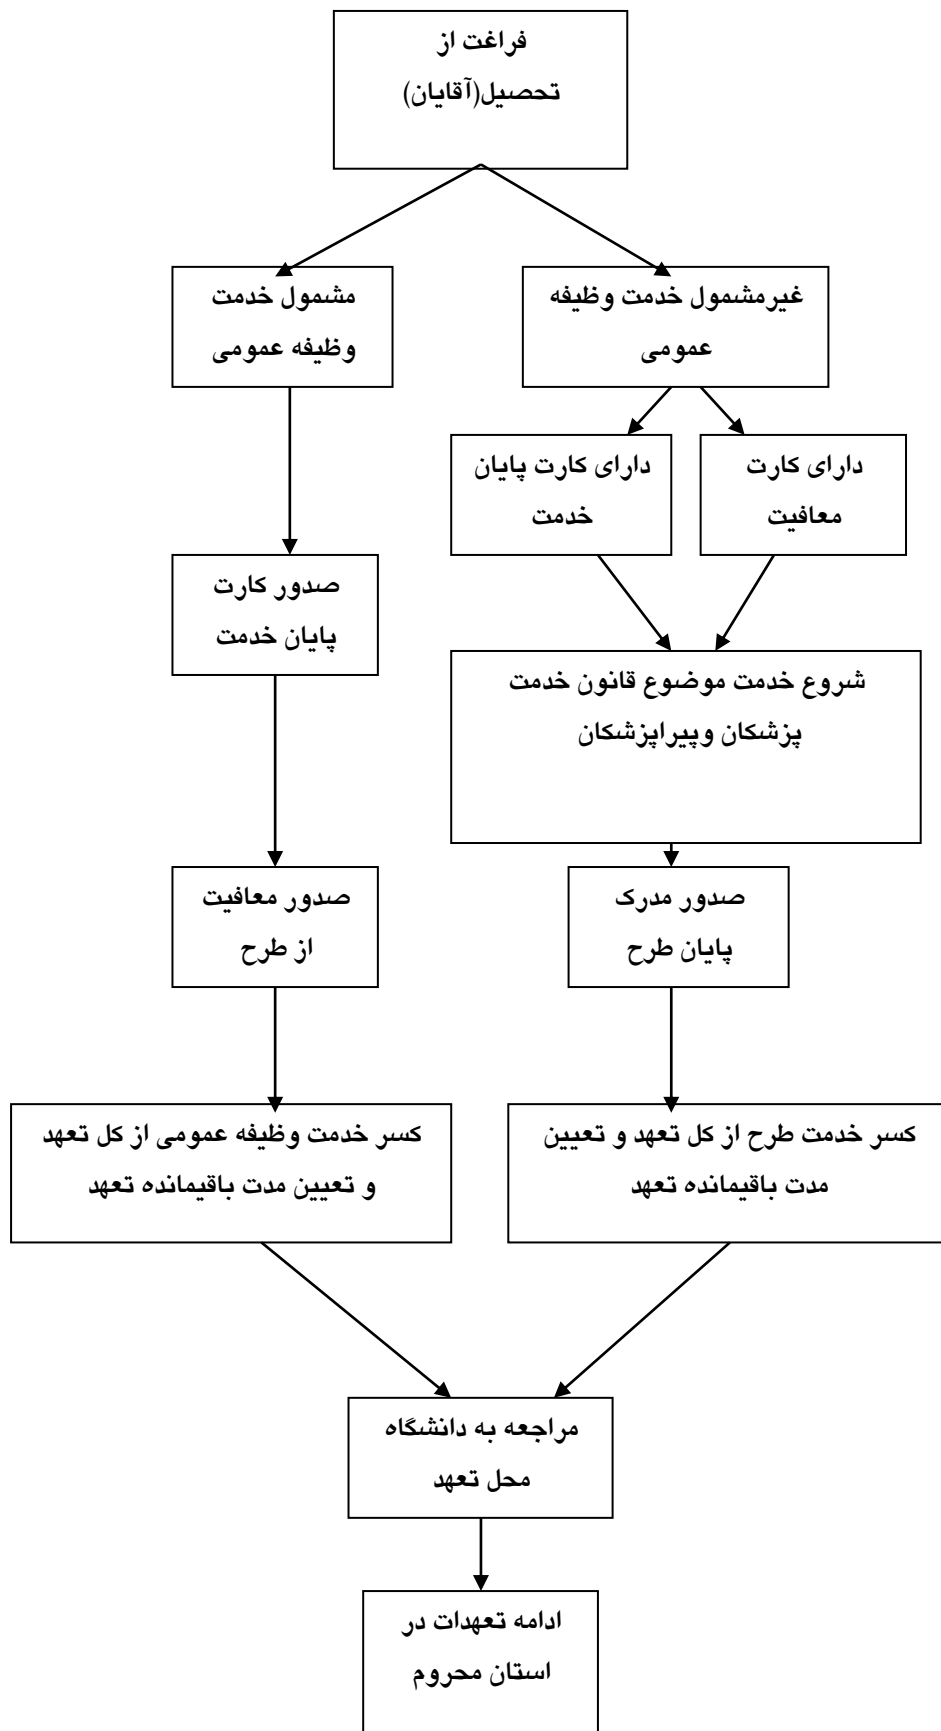 فراغت از
تحصیل(آقایان)
غیرمشمول خدمت وظیفه
عمومی
مشمول خدمت
وظیفه عمومی
دارای کارت
معافیت
دارای کارت پایان
خدمت
صدور کارت
پایان خدمت
شروع خدمت موضوع قانون خدمت
پزشکان وپیراپزشکان
صدور مدرک
پایان طرح
صدور معافیت
از طرح
کسر خدمت طرح از کل تعهد و تعیین
مدت باقیمانده تعهد
کسر خدمت وظیفه عمومی از کل تعهد
و تعیین مدت باقیمانده تعهد
مراجعه به دانشگاه
محل تعهد
ادامه تعهدات در
استان محروم